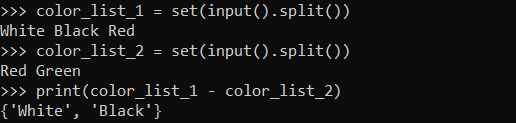 >>> color_list_1 = set(input().split())
White Black Red
>>> color_list_2 = set(input().split())
Red Green
>>> print(color_list_1 - color_list_2)
{'White', 'Black'}